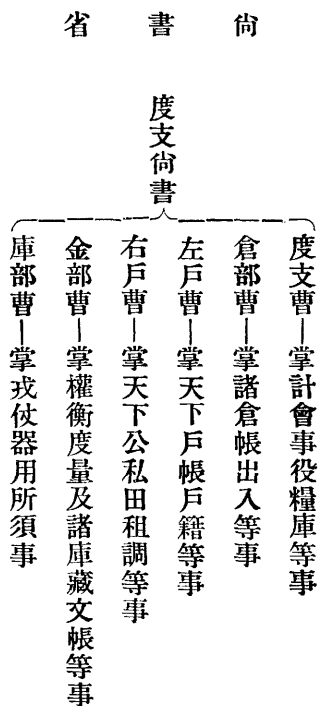 尙書省
度支尙書
度支曹—掌計會事役糧庫等事
倉部曹—掌諸倉帳出入等事
左戶曹—掌天下戶帳戶籍等事
右戶曹—掌天下公私田租調等事
金部曹—掌權衡度量及諸庫藏文帳等事
庫部曹—掌戎仗器用所須事